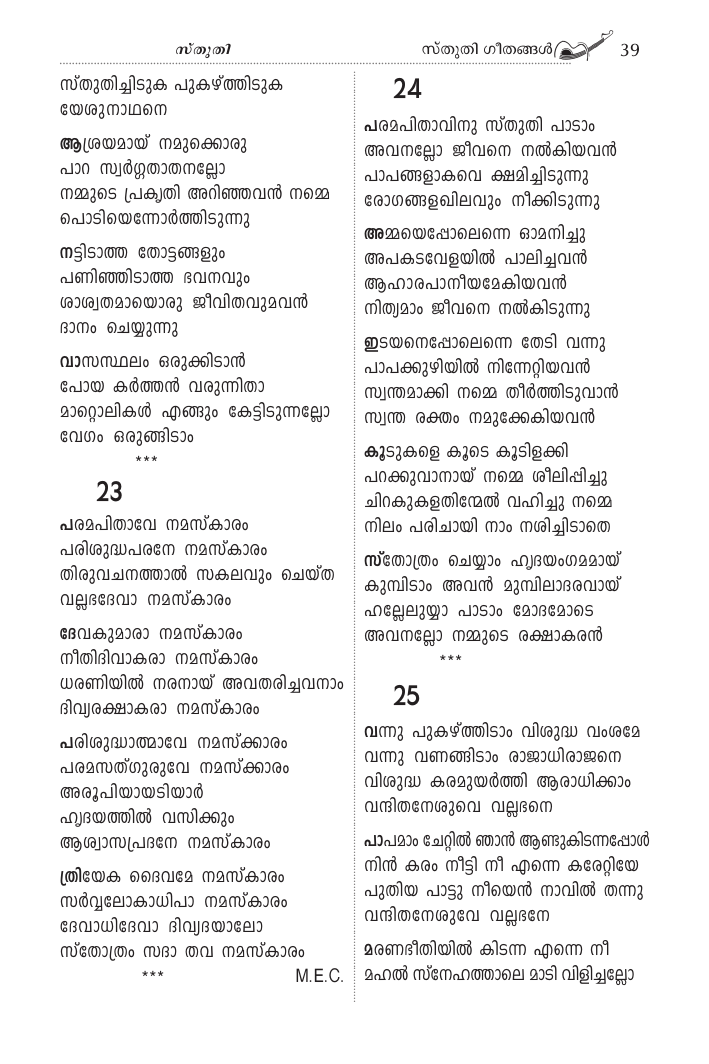 സ്തുതി
സ്തുതി ഗീതങ്ങൾ 39
സ്തുതിച്ചിടുക പുകഴ്ത്തിടുക
യേശുനാഥനെ
ആശ്രയമായ് നമുക്കൊരു
പാറ സ്വർഗ്ഗതാതനല്ലോ
നമ്മുടെ പ്രകൃതി അറിഞ്ഞവൻ നമ്മെ
പൊടിയെന്നോർത്തിടുന്നു
നട്ടിടാത്ത തോട്ടങ്ങളും
പണിഞ്ഞിടാത്ത ഭവനവും
ശാശ്വതമായൊരു ജീവിതവുമവൻ
ദാനം ചെയ്യുന്നു
വാസസ്ഥലം ഒരുക്കിടാൻ
പോയ കർത്തൻ വരുന്നിതാ
മാറ്റൊലികൾ എങ്ങും കേട്ടിടുന്നല്ലോ
വേഗം ഒരുങ്ങിടാം
***
23
പരമപിതാവേ നമസ്കാരം
പരിശുദ്ധപരനേ നമസ്കാരം
തിരുവചനത്താൽ സകലവും ചെയ്ത
വല്ലഭദേവാ നമസ്കാരം
ദേവകുമാരാ നമസ്കാരം
നീതിദിവാകരാ നമസ്കാരം
ധരണിയിൽ നരനായ് അവതരിച്ചവനാം
ദിവ്യരക്ഷാകരാ നമസ്കാരം
പരിശുദ്ധാത്മാവേ നമസ്ക്കാരം
പരമസത്ഗുരുവേ നമസ്ക്കാരം
അരൂപിയായടിയാർ
ഹൃദയത്തിൽ വസിക്കും
ആശ്വാസപ്രദനേ നമസ്കാരം
ത്രിയേക ദൈവമേ നമസ്കാരം
സർവ്വലോകാധിപാ നമസ്കാരം
ദേവാധിദേവാ ദിവ്യദയാലോ
സ്തോത്രം സദാ തവ നമസ്കാരം
*** M.E.C.
24
പരമപിതാവിനു സ്തുതി പാടാം
അവനല്ലോ ജീവനെ നൽകിയവൻ
പാപങ്ങളാകവെ ക്ഷമിച്ചിടുന്നു
രോഗങ്ങളഖിലവും നീക്കിടുന്നു
അമ്മയെപ്പോലെന്നെ ഓമനിച്ചു
അപകടവേളയിൽ പാലിച്ചവൻ
ആഹാരപാനീയമേകിയവൻ
നിത്യമാം ജീവനെ നൽകിടുന്നു
ഇടയനെപ്പോലെന്നെ തേടി വന്നു
പാപക്കുഴിയിൽ നിന്നേറ്റിയവൻ
സ്വന്തമാക്കി നമ്മെ തീർത്തിടുവാൻ
സ്വന്ത രക്തം നമുക്കേകിയവൻ
കൂടുകളെ കൂടെ കൂടിളക്കി
പറക്കുവാനായ് നമ്മെ ശീലിപ്പിച്ചു
ചിറകുകളതിന്മേൽ വഹിച്ചു നമ്മെ
നിലം പരിചായി നാം നശിച്ചിടാതെ
സ്തോത്രം ചെയ്യാം ഹൃദയംഗമമായ്
കുമ്പിടാം അവൻ മുമ്പിലാദരവായ്
ഹല്ലേലുയ്യാ പാടാം മോദമോടെ
അവനല്ലോ നമ്മുടെ രക്ഷാകരൻ
***
25
വന്നു പുകഴ്ത്തിടാം വിശുദ്ധ വംശമേ
വന്നു വണങ്ങിടാം രാജാധിരാജനെ
വിശുദ്ധ കരമുയർത്തി ആരാധിക്കാം
വന്ദിതനേശുവെ വല്ലഭനെ
പാപമാം ചേറ്റിൽ ഞാൻ ആണ്ടുകിടന്നപ്പോൾ
നിൻ കരം നീട്ടി നീ എന്നെ കരേറ്റിയേ
പുതിയ പാട്ടു നീയെൻ നാവിൽ തന്നു
വന്ദിതനേശുവേ വല്ലഭനേ
മരണഭീതിയിൽ കിടന്ന എന്നെ നീ
മഹൽ സ്നേഹത്താലെ മാടി വിളിച്ചല്ലോ